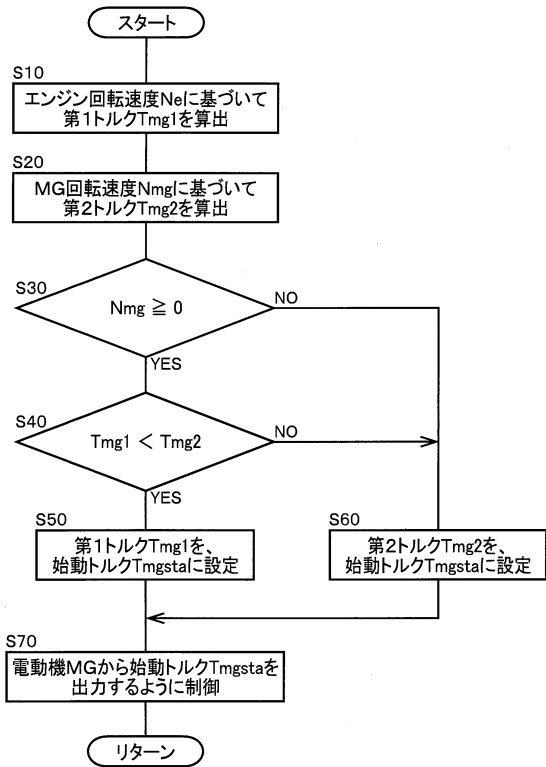 スタート
S10
エンジン回転速度Neに基づいて
第1トルクTmg1を算出
S20
MG回転速度Nmgに基づいて
第2トルクTmg2を算出
S30
Nmg ≧ 0
NO
YES
S40
Tmg1 < Tmg2
NO
YES
S50
第1トルクTmg1を、
始動トルクTmgstaに設定
S60
第2トルクTmg2を、
始動トルクTmgstaに設定
S70
電動機MGから始動トルクTmgstaを
出力するように制御
リターン